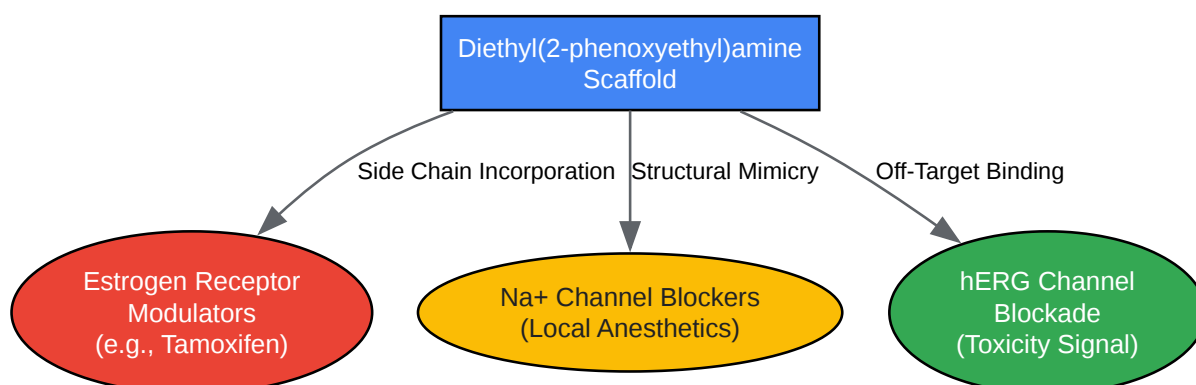 Diethyl(2-phenoxyethyl)amine
Scaffold
Side Chain Incorporation
Structural Mimicry
Off-Target Binding
Estrogen Receptor
Modulators
(e.g., Tamoxifen)
Na+ Channel Blockers
(Local Anesthetics)
hERG Channel
Blockade
(Toxicity Signal)